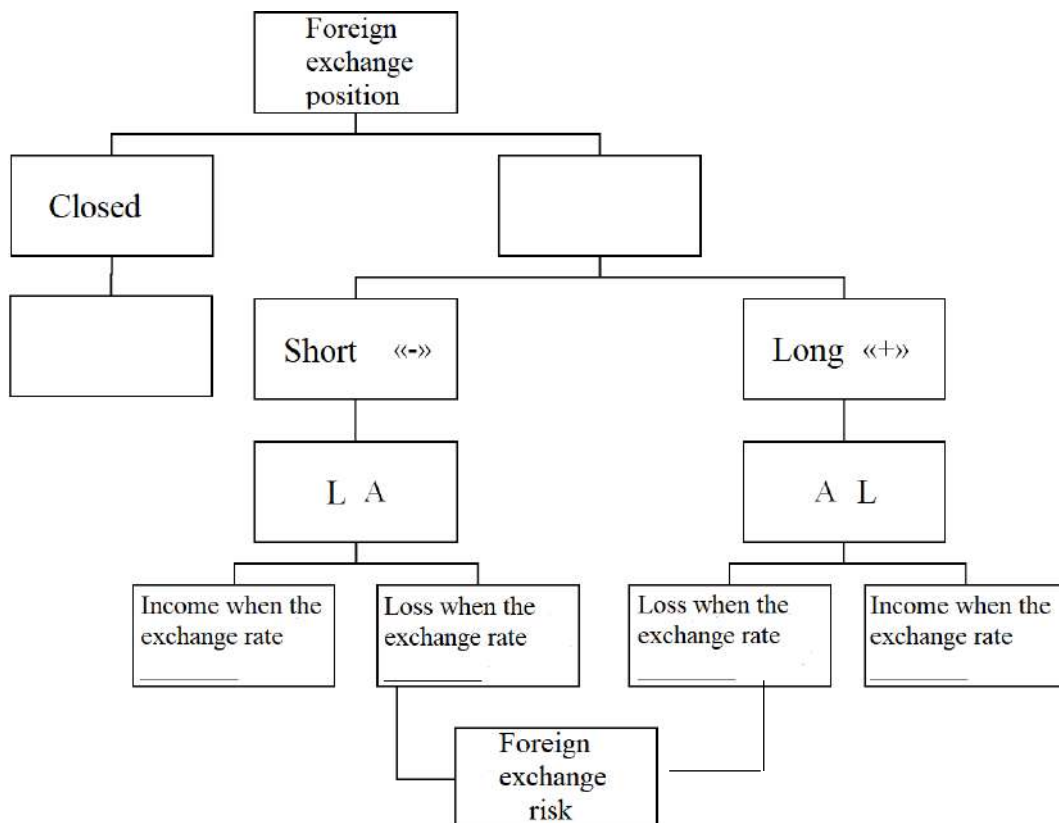 Foreign
exchange
position
Closed
Short «-»
Long «+»
L A
A L
Income when the
exchange rate
Loss when the
exchange rate
Loss when the
exchange rate
Income when the
exchange rate
Foreign
exchange
risk